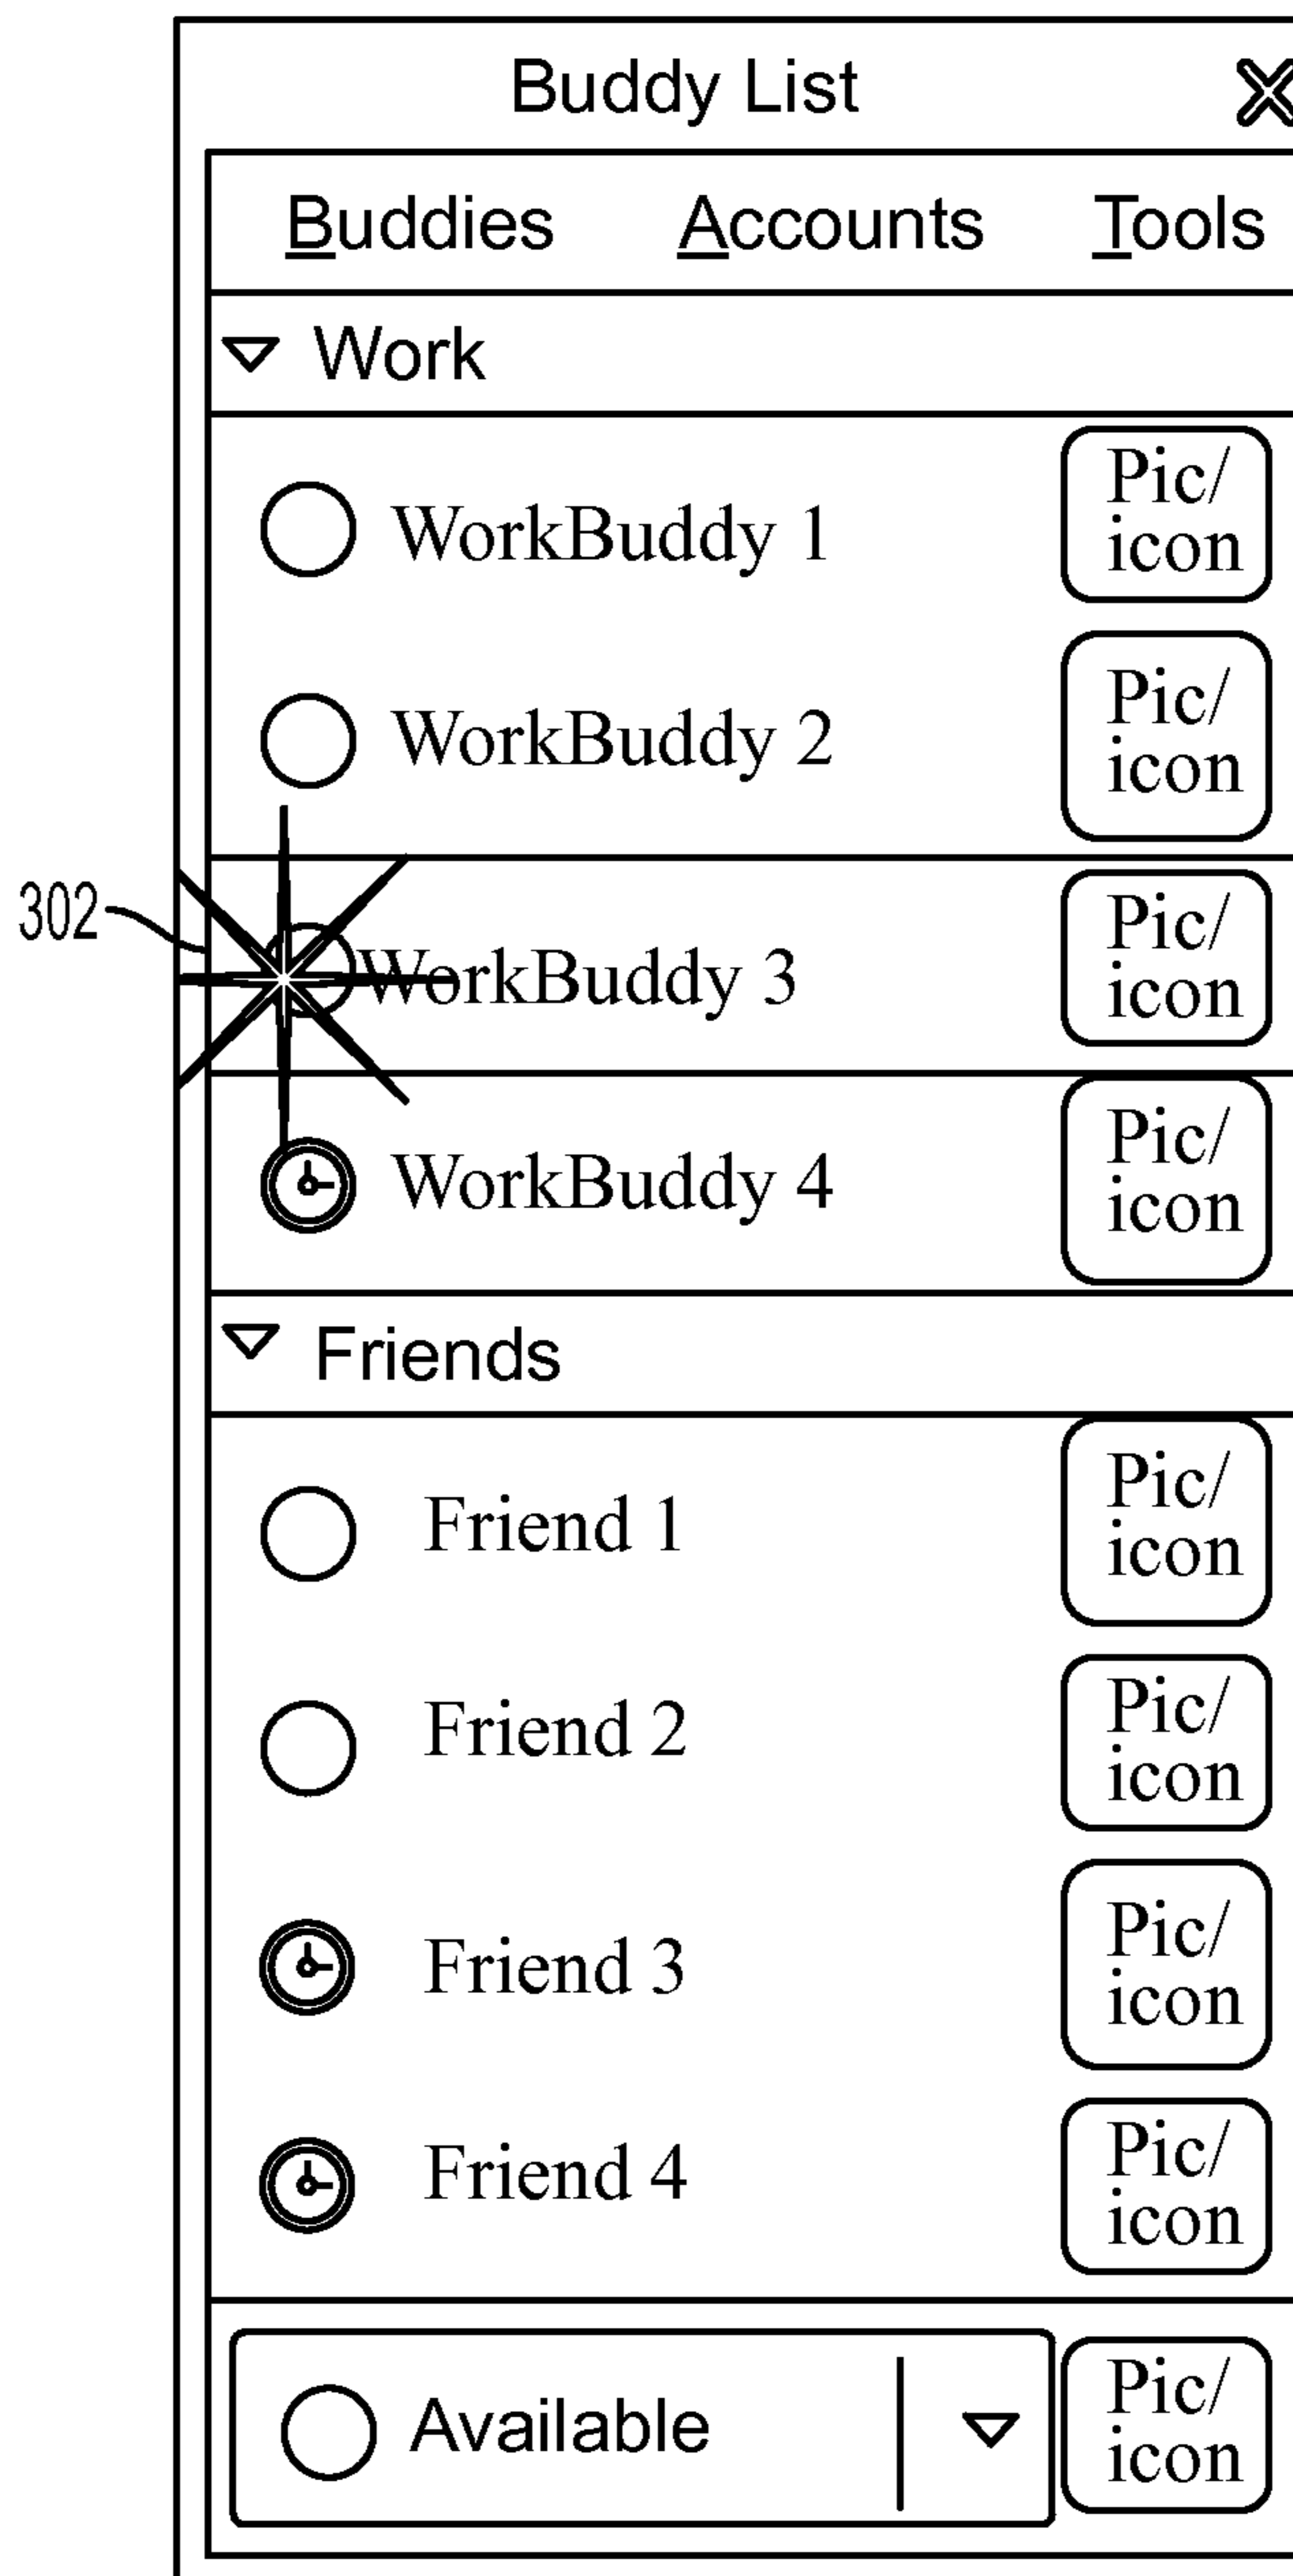 Buddy List
Buddies Accounts Tools
Work
WorkBuddy 1
Pic/
icon
WorkBuddy 2
Pic/
icon
302
WorkBuddy 3
Pic/
icon
WorkBuddy 4
Pic/
icon
Friends
Friend 1
Pic/
icon
Friend 2
Pic/
icon
Friend 3
Pic/
icon
Friend 4
Pic/
icon
Available
Pic/
icon